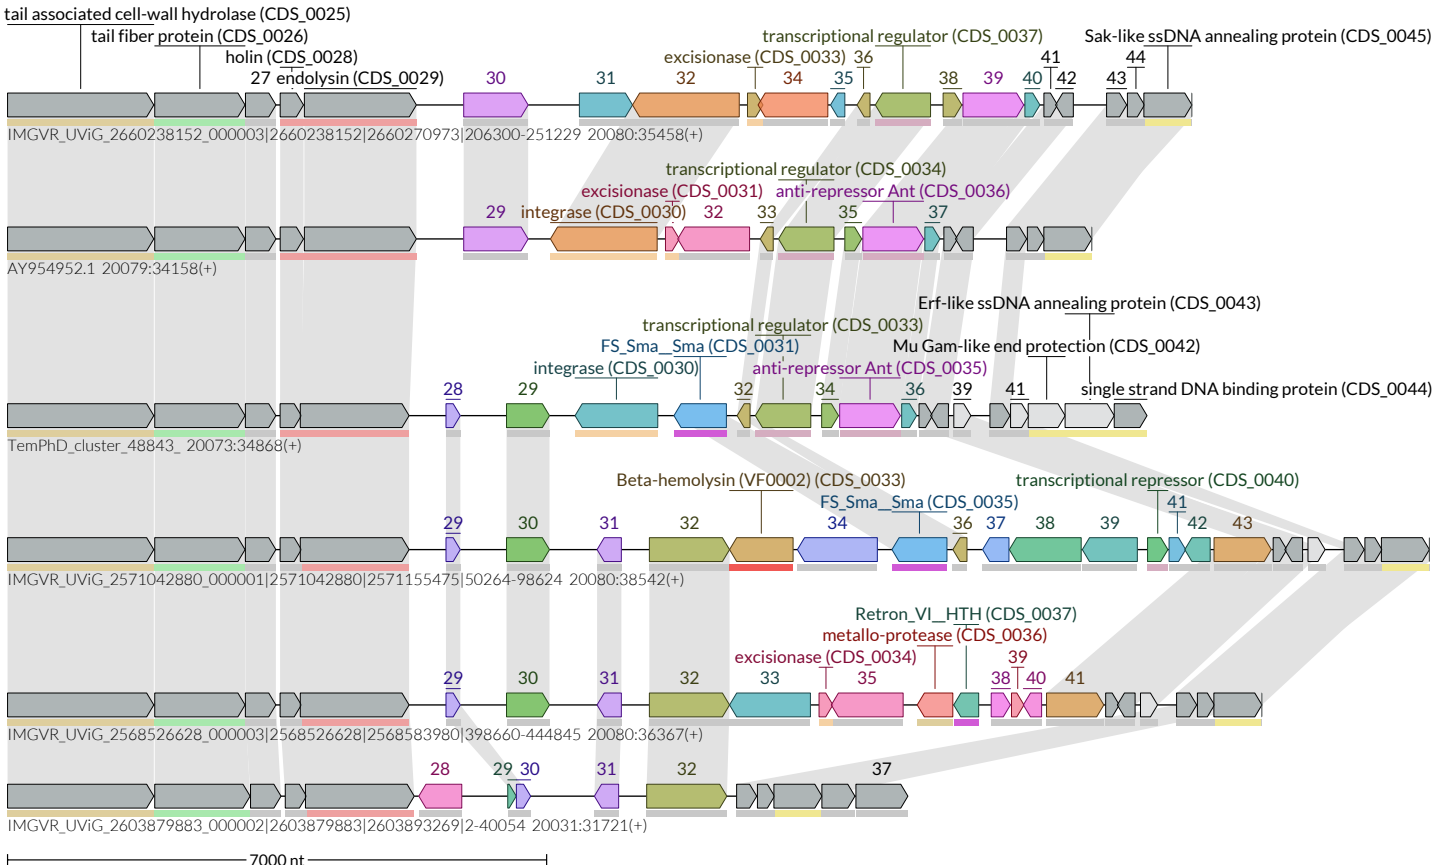 tail associated cell-wall hydrolase (CDS_0025)
tail fiber protein (CDS_0026) transcriptional regulator (CDS_0037) Sak-like ssDNA annealing protein (CDS_0045)
holin (CDS_0028) excisionase (CDS_0033) 36 41 44
27 endolysin (CDS_0029) 30 31 32 34 35 38 39 40 42 43
IMGVR_UViG_2660238152_000003|2660238152|2660270973|206300-251229 20080:35458(+)
transcriptional regulator (CDS_0034)
excisionase (CDS_0031) anti-repressor Ant (CDS_0036)
29 integrase (CDS_0030) 32 33 35 37
AY954952.1 20079:34158(+)
Erf-like ssDNA annealing protein (CDS_0043)
transcriptional regulator (CDS_0033)
FS_Sma__Sma (CDS_0031) Mu Gam-like end protection (CDS_0042)
integrase (CDS_0030) anti-repressor Ant (CDS_0035)
28 29 32 34 36 39 41 single strand DNA binding protein (CDS_0044)
TemPhD_cluster_48843_ 20073:34868(+)
Beta-hemolysin (VF0002) (CDS_0033) transcriptional repressor (CDS_0040)
FS_Sma__Sma (CDS_0035) 41
29 30 31 32 34 36 37 38 39 42 43
IMGVR_UViG_2571042880_000001|2571042880|2571155475|50264-98624 20080:38542(+)
Retron_VI__HTH (CDS_0037)
metallo-protease (CDS_0036)
excisionase (CDS_0034) 39
29 30 31 32 33 35 38 40 41
IMGVR_UViG_2568526628_000003|2568526628|2568583980|398660-444845 20080:36367(+)
28 29 30 31 32 37
IMGVR_UViG_2603879883_000002|2603879883|2603893269|2-40054 20031:31721(+)
7000 nt